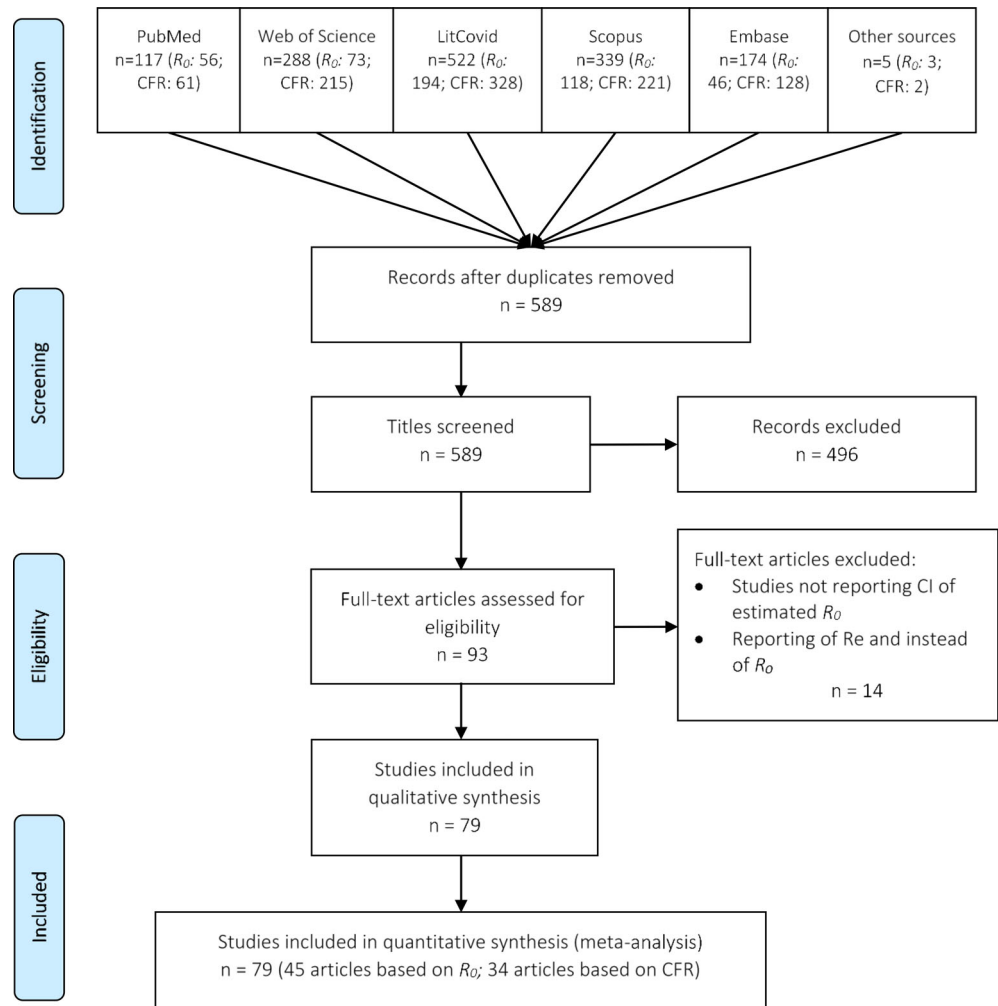 Identification
PubMed
n=117 (R₀: 56;
CFR: 61)
Web of Science
n=288 (R₀: 73;
CFR: 215)
LitCovid
n=522 (R₀:
194; CFR: 328)
Scopus
n=339 (R₀:
118; CFR: 221)
Embase
n=174 (R₀:
46; CFR: 128)
Other sources
n=5 (R₀: 3;
CFR: 2)
Screening
Records after duplicates removed
n = 589
Titles screened
n = 589
Records excluded
n = 496
Eligibility
Full-text articles assessed for
eligibility
n = 93
Full-text articles excluded:
• Studies not reporting CI of
estimated R₀
• Reporting of Re and instead
of R₀
n = 14
Included
Studies included in
qualitative synthesis
n = 79
Studies included in quantitative synthesis (meta-analysis)
n = 79 (45 articles based on R₀; 34 articles based on CFR)